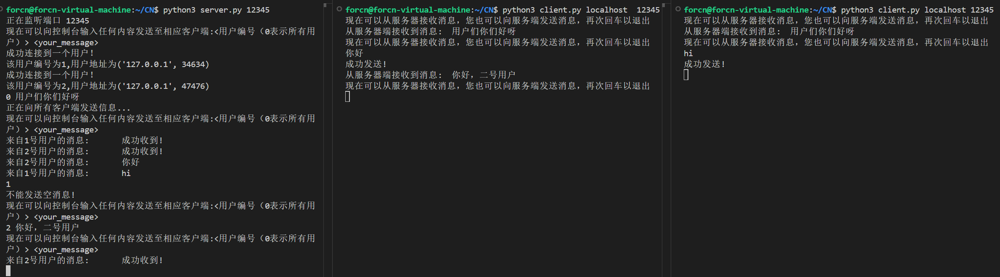 forcn@forcn-virtual-machine:~/CN$ python3 server.py 12345
正在监听端口 12345
现在可以向控制台输入任何内容发送至相应客户端:<用户编号（0表示所有用
户）> <your_message>
成功连接到一个用户!
该用户编号为1,用户地址为('127.0.0.1', 34634)
成功连接到一个用户!
该用户编号为2,用户地址为('127.0.0.1', 47476)
0 用户们你们好呀
正在向所有客户端发送信息...
现在可以向控制台输入任何内容发送至相应客户端:<用户编号（0表示所有用
户）> <your_message>
来自1号用户的消息: 成功收到!
来自2号用户的消息: 成功收到!
来自2号用户的消息: 你好
来自1号用户的消息: hi
1
不能发送空消息!
现在可以向控制台输入任何内容发送至相应客户端:<用户编号（0表示所有用
户）> <your_message>
2 你好，二号用户
现在可以向控制台输入任何内容发送至相应客户端:<用户编号（0表示所有用
户）> <your_message>
来自2号用户的消息: 成功收到!
forcn@forcn-virtual-machine:~/CN$ python3 client.py localhost  12345
现在可以从服务器接收消息，您也可以向服务端发送消息，再次回车以退出
从服务器端接收到消息: 用户们你们好呀
现在可以从服务器接收消息，您也可以向服务端发送消息，再次回车以退出
你好
成功发送!
从服务器端接收到消息: 你好，二号用户
现在可以从服务器接收消息，您也可以向服务端发送消息，再次回车以退出
forcn@forcn-virtual-machine:~/CN$ python3 client.py localhost 12345
现在可以从服务器接收消息，您也可以向服务端发送消息，再次回车以退出
从服务器端接收到消息: 用户们你们好呀
现在可以从服务器接收消息，您也可以向服务端发送消息，再次回车以退出
hi
成功发送!